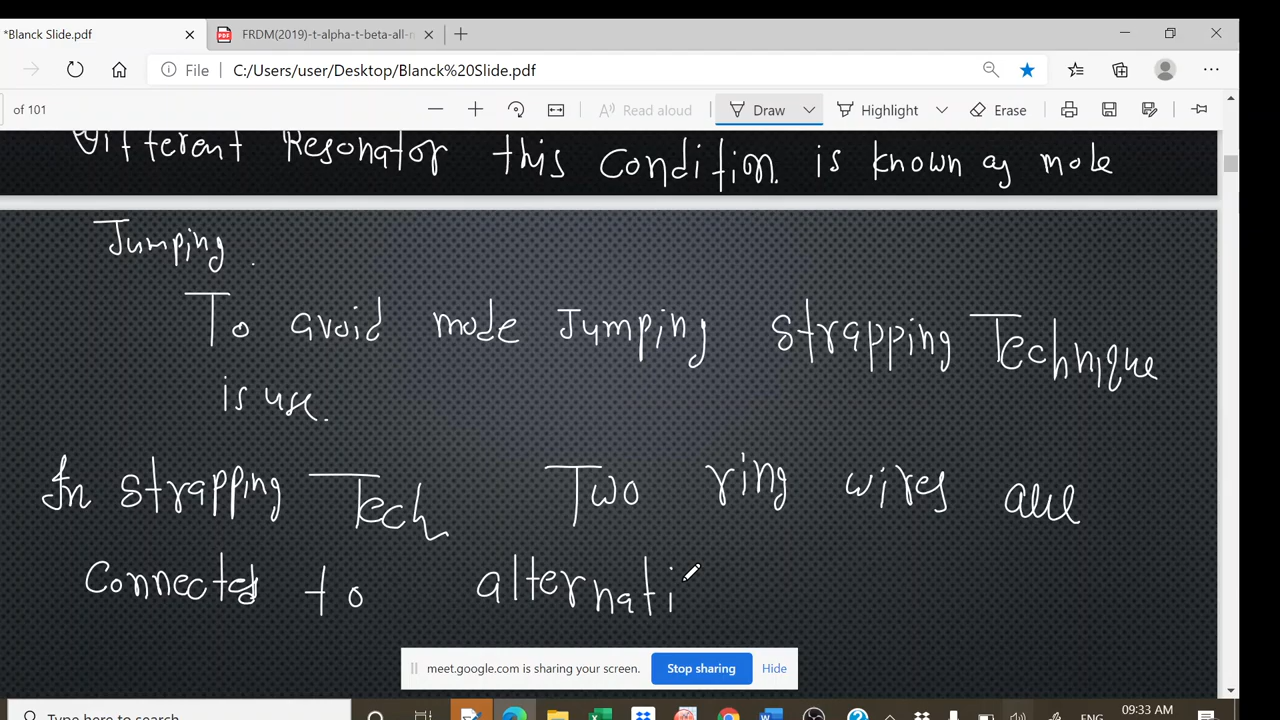 *Blanck Slide.pdf
FRDM(2019)-t-alpha-t-beta-all-
File C:/Users/user/Desktop/Blanck%20Slide.pdf
of 101
Read aloud Draw Highlight Erase
Different Resonator this Condition. is known as mode
Jumping.
To avoid mode Jumping strapping Technique
is use.
In strapping Tech Two ring wires are
Connected to alternati
meet.google.com is sharing your screen. Stop sharing Hide
09:33 AM
Type here to search